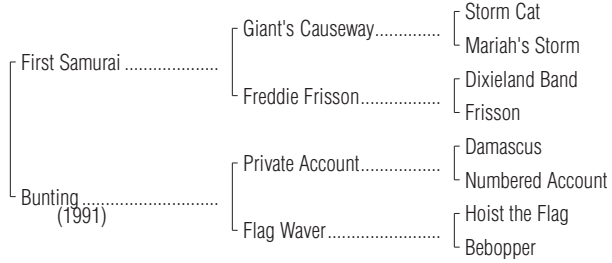 Storm Cat
Giant's Causeway..............
Mariah's Storm
First Samurai ....................
Dixieland Band
Freddie Frisson.................
Frisson
Damascus
Private Account.................
Numbered Account
Bunting.............................
(1991)
Hoist the Flag
Flag Waver........................
Bebopper